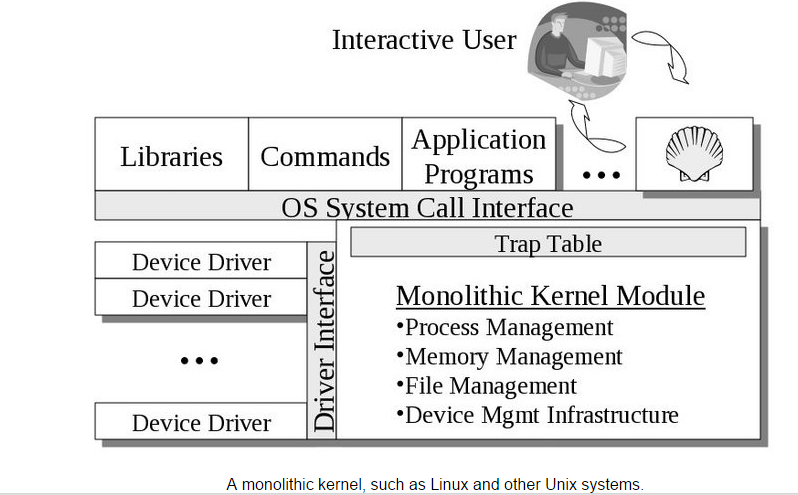 Interactive User
Libraries
Commands
Application
Programs
•••
OS System Call Interface
Trap Table
Device Driver
Device Driver
•••
Device Driver
Driver Interface
Monolithic Kernel Module
•Process Management
•Memory Management
•File Management
•Device Mgmt Infrastructure
A monolithic kernel, such as Linux and other Unix systems.